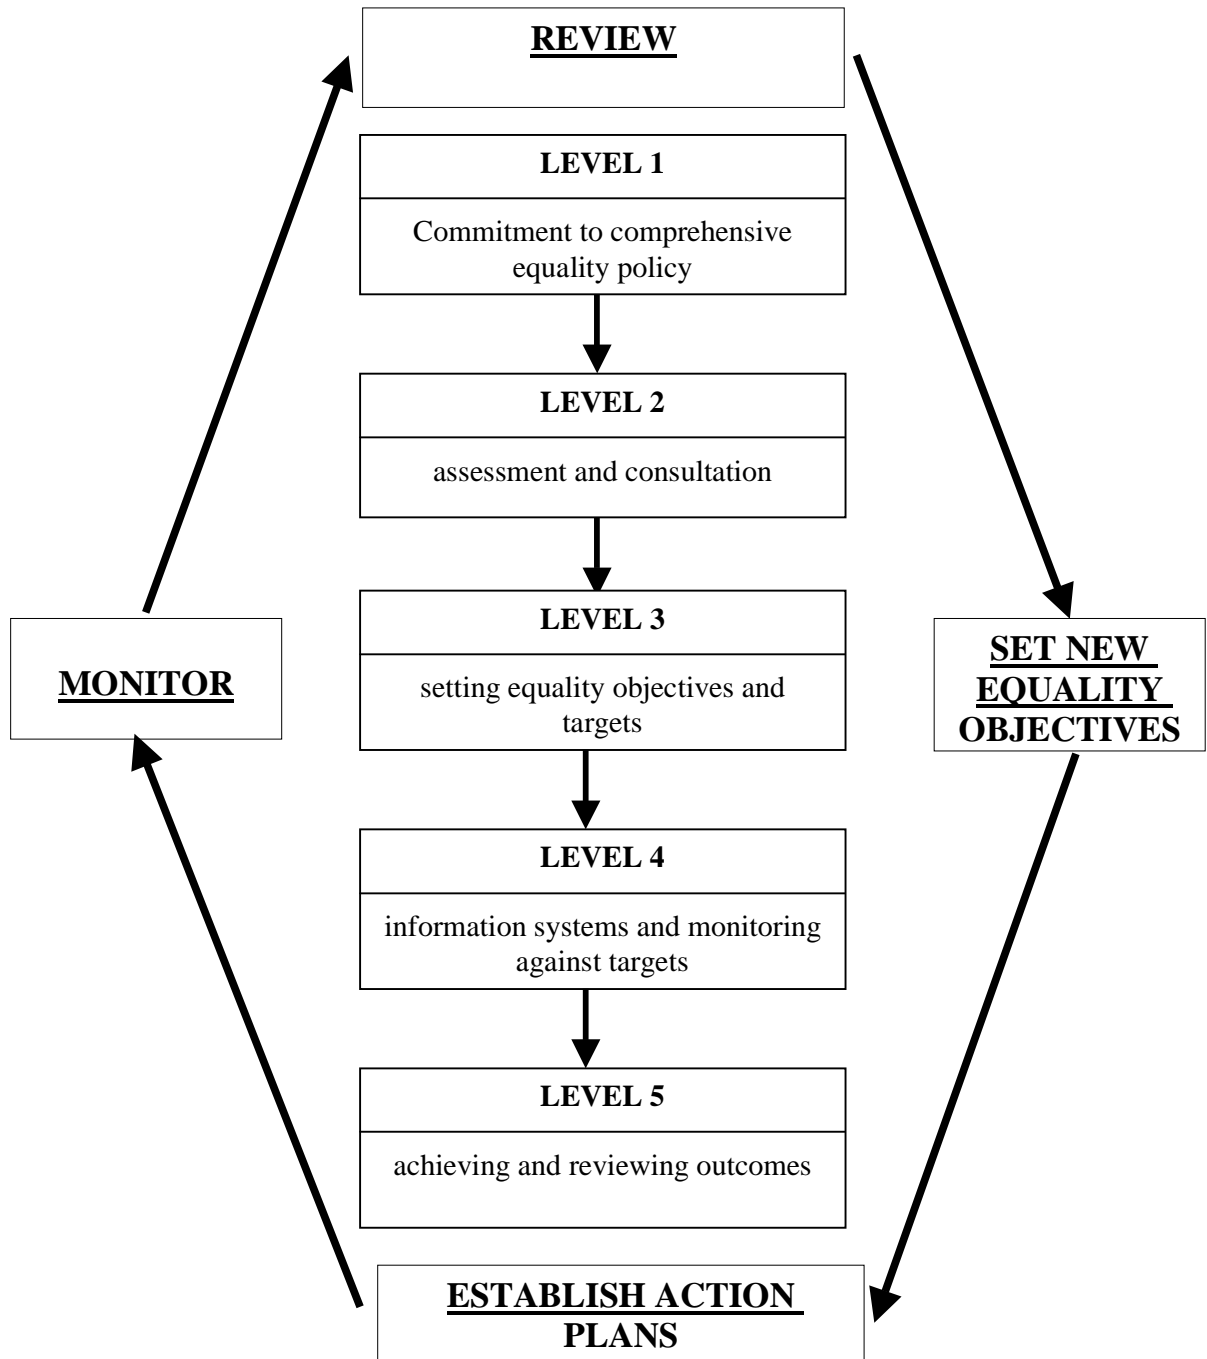 REVIEW
LEVEL 1
Commitment to comprehensive
equality policy
LEVEL 2
assessment and consultation
LEVEL 3
setting equality objectives and
targets
MONITOR
SET NEW
EQUALITY
OBJECTIVES
LEVEL 4
information systems and monitoring
against targets
LEVEL 5
achieving and reviewing outcomes
ESTABLISH ACTION
PLANS